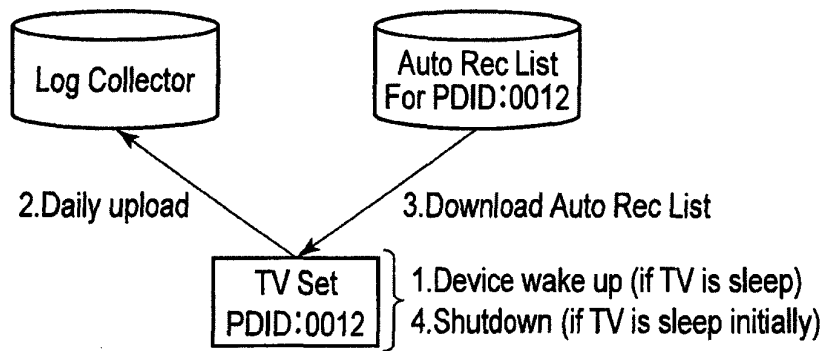 Log Collector
Auto Rec List
For PDID:0012
2.Daily upload
3.Download Auto Rec List
TV Set
PDID:0012
1.Device wake up (if TV is sleep)
4.Shutdown (if TV is sleep initially)